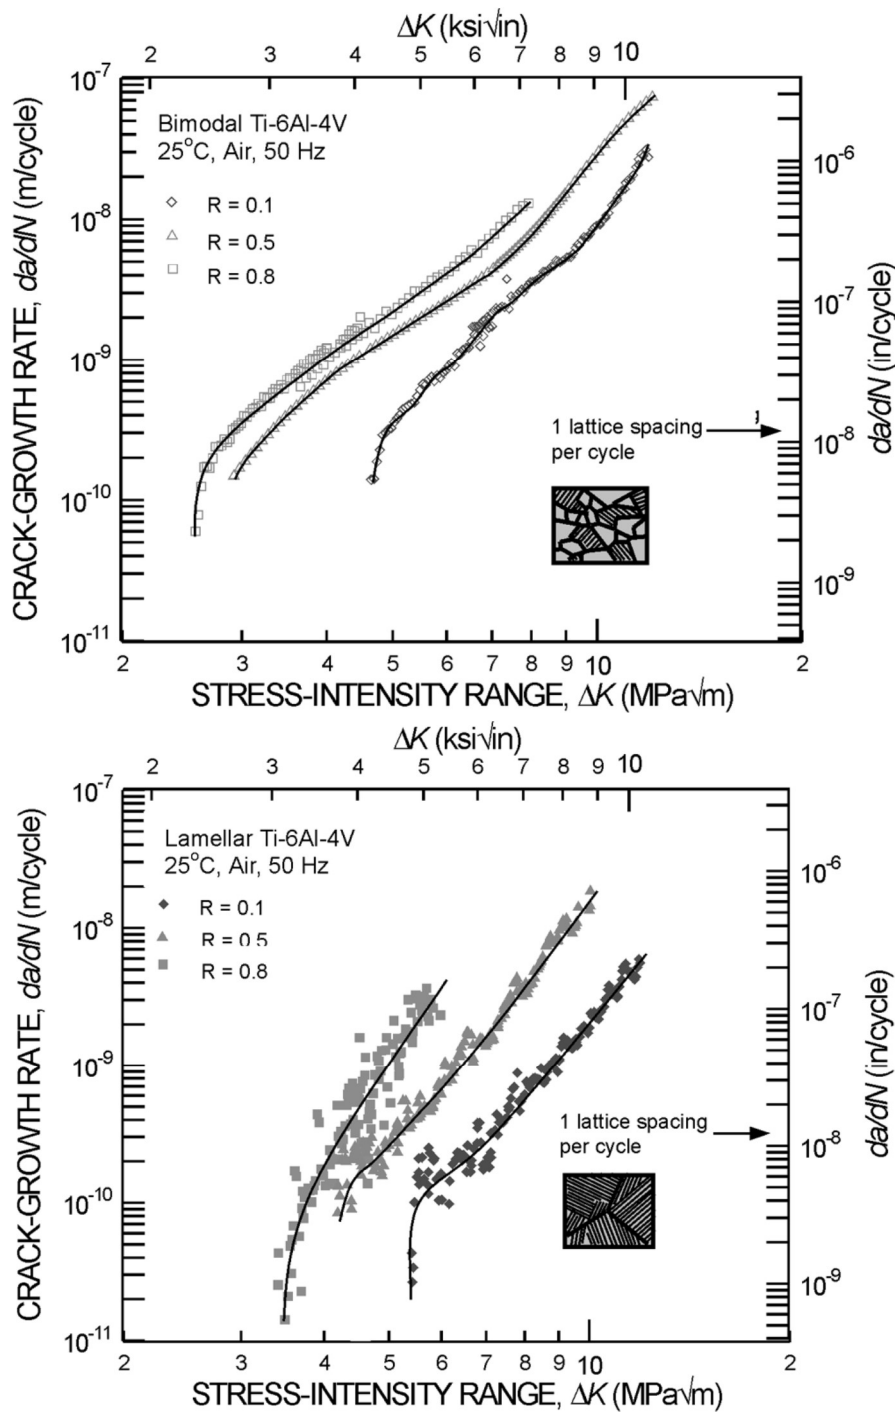 ΔK (ksi√in)
2 3 4 5 6 7 8 9 10
10⁻⁷
Bimodal Ti-6Al-4V
25°C, Air, 50 Hz
R = 0.1
R = 0.5
R = 0.8
10⁻⁸
10⁻⁹
10⁻¹⁰
10⁻¹¹
CRACK-GROWTH RATE, da/dN (m/cycle)
1 lattice spacing
per cycle
10⁻⁶
10⁻⁷
10⁻⁸
10⁻⁹
da/dN (in/cycle)
2 3 4 5 6 7 8 9 10 2
STRESS-INTENSITY RANGE, ΔK (MPa√m)
ΔK (ksi√in)
2 3 4 5 6 7 8 9 10
10⁻⁷
Lamellar Ti-6Al-4V
25°C, Air, 50 Hz
R = 0.1
R = 0.5
R = 0.8
10⁻⁸
10⁻⁹
10⁻¹⁰
10⁻¹¹
CRACK-GROWTH RATE, da/dN (m/cycle)
1 lattice spacing
per cycle
10⁻⁶
10⁻⁷
10⁻⁸
10⁻⁹
da/dN (in/cycle)
2 3 4 5 6 7 8 9 10 2
STRESS-INTENSITY RANGE, ΔK (MPa√m)